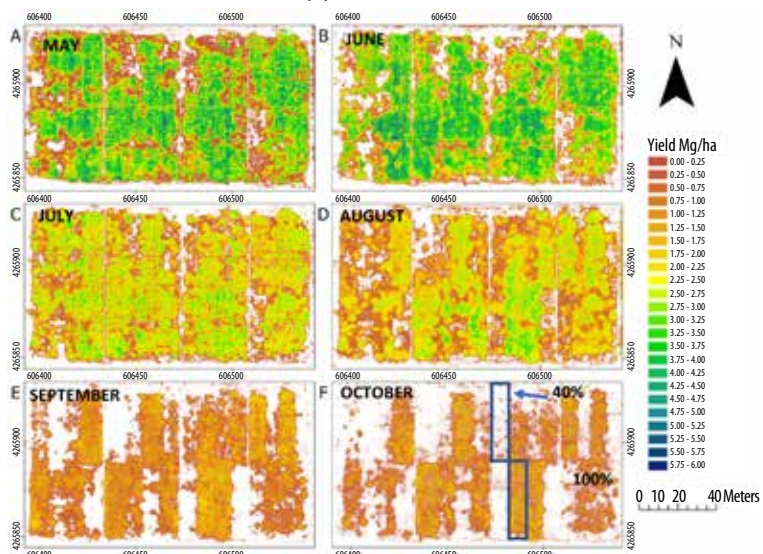 606400 606450 606500 606400 606450 606500
A MAY
B JUNE
4265900
4265850
4265900
4265850
N
Yield Mg/ha
0.00 - 0.25
0.25 - 0.50
0.50 - 0.75
0.75 - 1.00
1.00 - 1.25
1.25 - 1.50
1.50 - 1.75
1.75 - 2.00
2.00 - 2.25
2.25 - 2.50
2.50 - 2.75
2.75 - 3.00
3.00 - 3.25
3.25 - 3.50
3.50 - 3.75
3.75 - 4.00
4.00 - 4.25
4.25 - 4.50
4.50 - 4.75
4.75 - 5.00
5.00 - 5.25
5.25 - 5.50
5.50 - 5.75
5.75 - 6.00
606400 606450 606500 606400 606450 606500
C JULY
D AUGUST
4265900
4265850
4265900
4265850
606400 606450 606500 606400 606450 606500
E SEPTEMBER
F OCTOBER
40%
100%
4265900
4265850
4265900
4265850
0 10 20 40 Meters
606400 606450 606500 606400 606450 606500